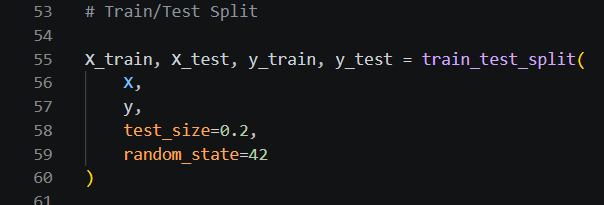 53 # Train/Test Split
54
55 X_train, X_test, y_train, y_test = train_test_split(
56     X,
57     y,
58     test_size=0.2,
59     random_state=42
60 )
61